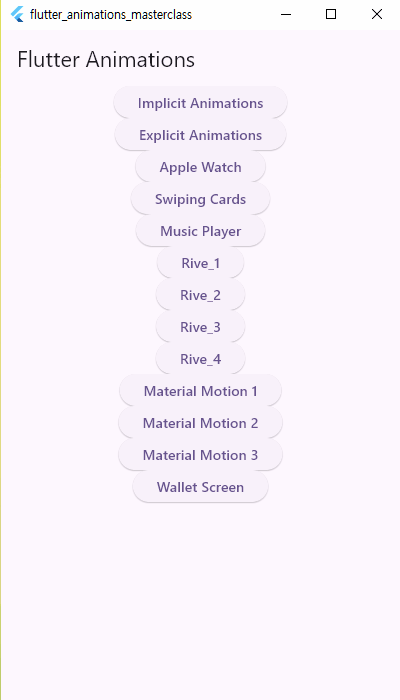 flutter_animations_masterclass
Flutter Animations
Implicit Animations
Explicit Animations
Apple Watch
Swiping Cards
Music Player
Rive_1
Rive_2
Rive_3
Rive_4
Material Motion 1
Material Motion 2
Material Motion 3
Wallet Screen